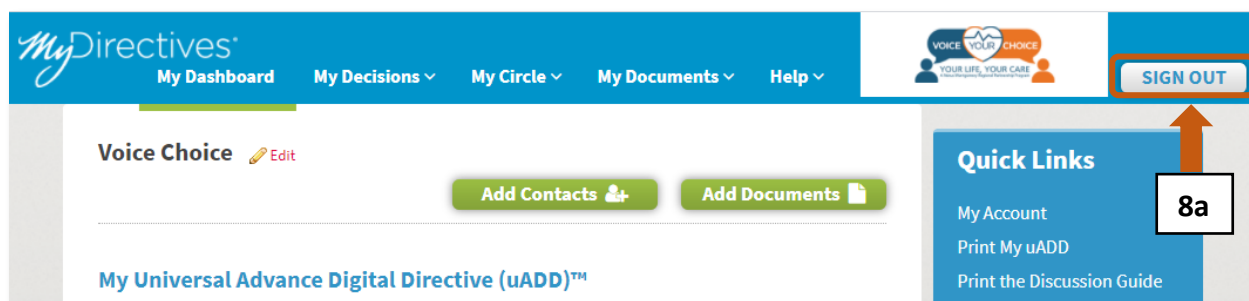 MyDirectives
My Dashboard My Decisions My Circle My Documents Help
VOICE YOUR CHOICE
YOUR LIFE, YOUR CARE
SIGN OUT
Voice Choice Edit
Add Contacts Add Documents
My Universal Advance Digital Directive (uADD)™
Quick Links
My Account
Print My uADD
Print the Discussion Guide
8a